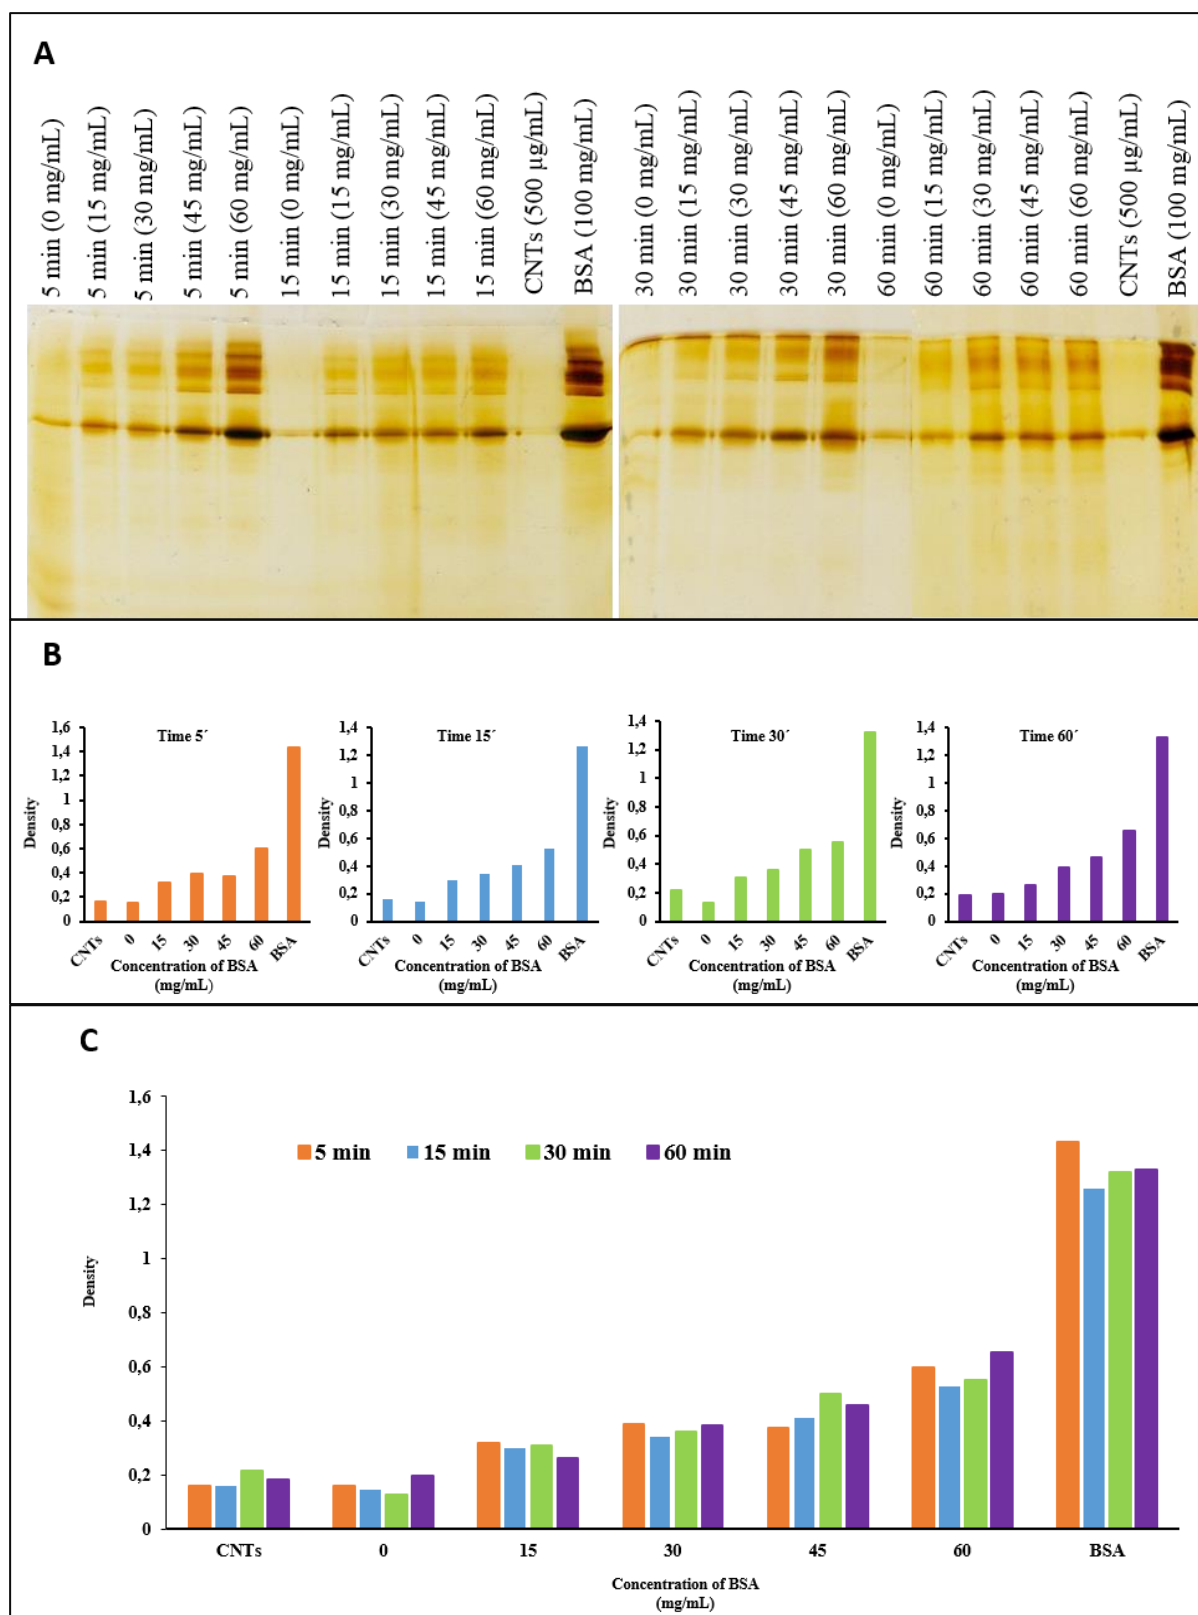 A
5 min (0 mg/mL)
5 min (15 mg/mL)
5 min (30 mg/mL)
5 min (45 mg/mL)
5 min (60 mg/mL)
15 min (0 mg/mL)
15 min (15 mg/mL)
15 min (30 mg/mL)
15 min (45 mg/mL)
15 min (60 mg/mL)
CNTs (500 µg/mL)
BSA (100 mg/mL)
30 min (0 mg/mL)
30 min (15 mg/mL)
30 min (30 mg/mL)
30 min (45 mg/mL)
30 min (60 mg/mL)
60 min (0 mg/mL)
60 min (15 mg/mL)
60 min (30 mg/mL)
60 min (45 mg/mL)
60 min (60 mg/mL)
CNTs (500 µg/mL)
BSA (100 mg/mL)
B
Time 5´
Density
1,6
1,4
1,2
1
0,8
0,6
0,4
0,2
0
CNTs 0 15 30 45 60 BSA
Concentration of BSA
(mg/mL)
Time 15´
Density
1,4
1,2
1
0,8
0,6
0,4
0,2
0
CNTs 0 15 30 45 60 BSA
Concentration of BSA
(mg/mL)
Time 30´
Density
1,4
1,2
1
0,8
0,6
0,4
0,2
0
CNTs 0 15 30 45 60 BSA
Concentration of BSA
(mg/mL)
Time 60´
Density
1,4
1,2
1
0,8
0,6
0,4
0,2
0
CNTs 0 15 30 45 60 BSA
Concentration of BSA
(mg/mL)
C
5 min 15 min 30 min 60 min
Density
1,6
1,4
1,2
1
0,8
0,6
0,4
0,2
0
CNTs 0 15 30 45 60 BSA
Concentration of BSA
(mg/mL)